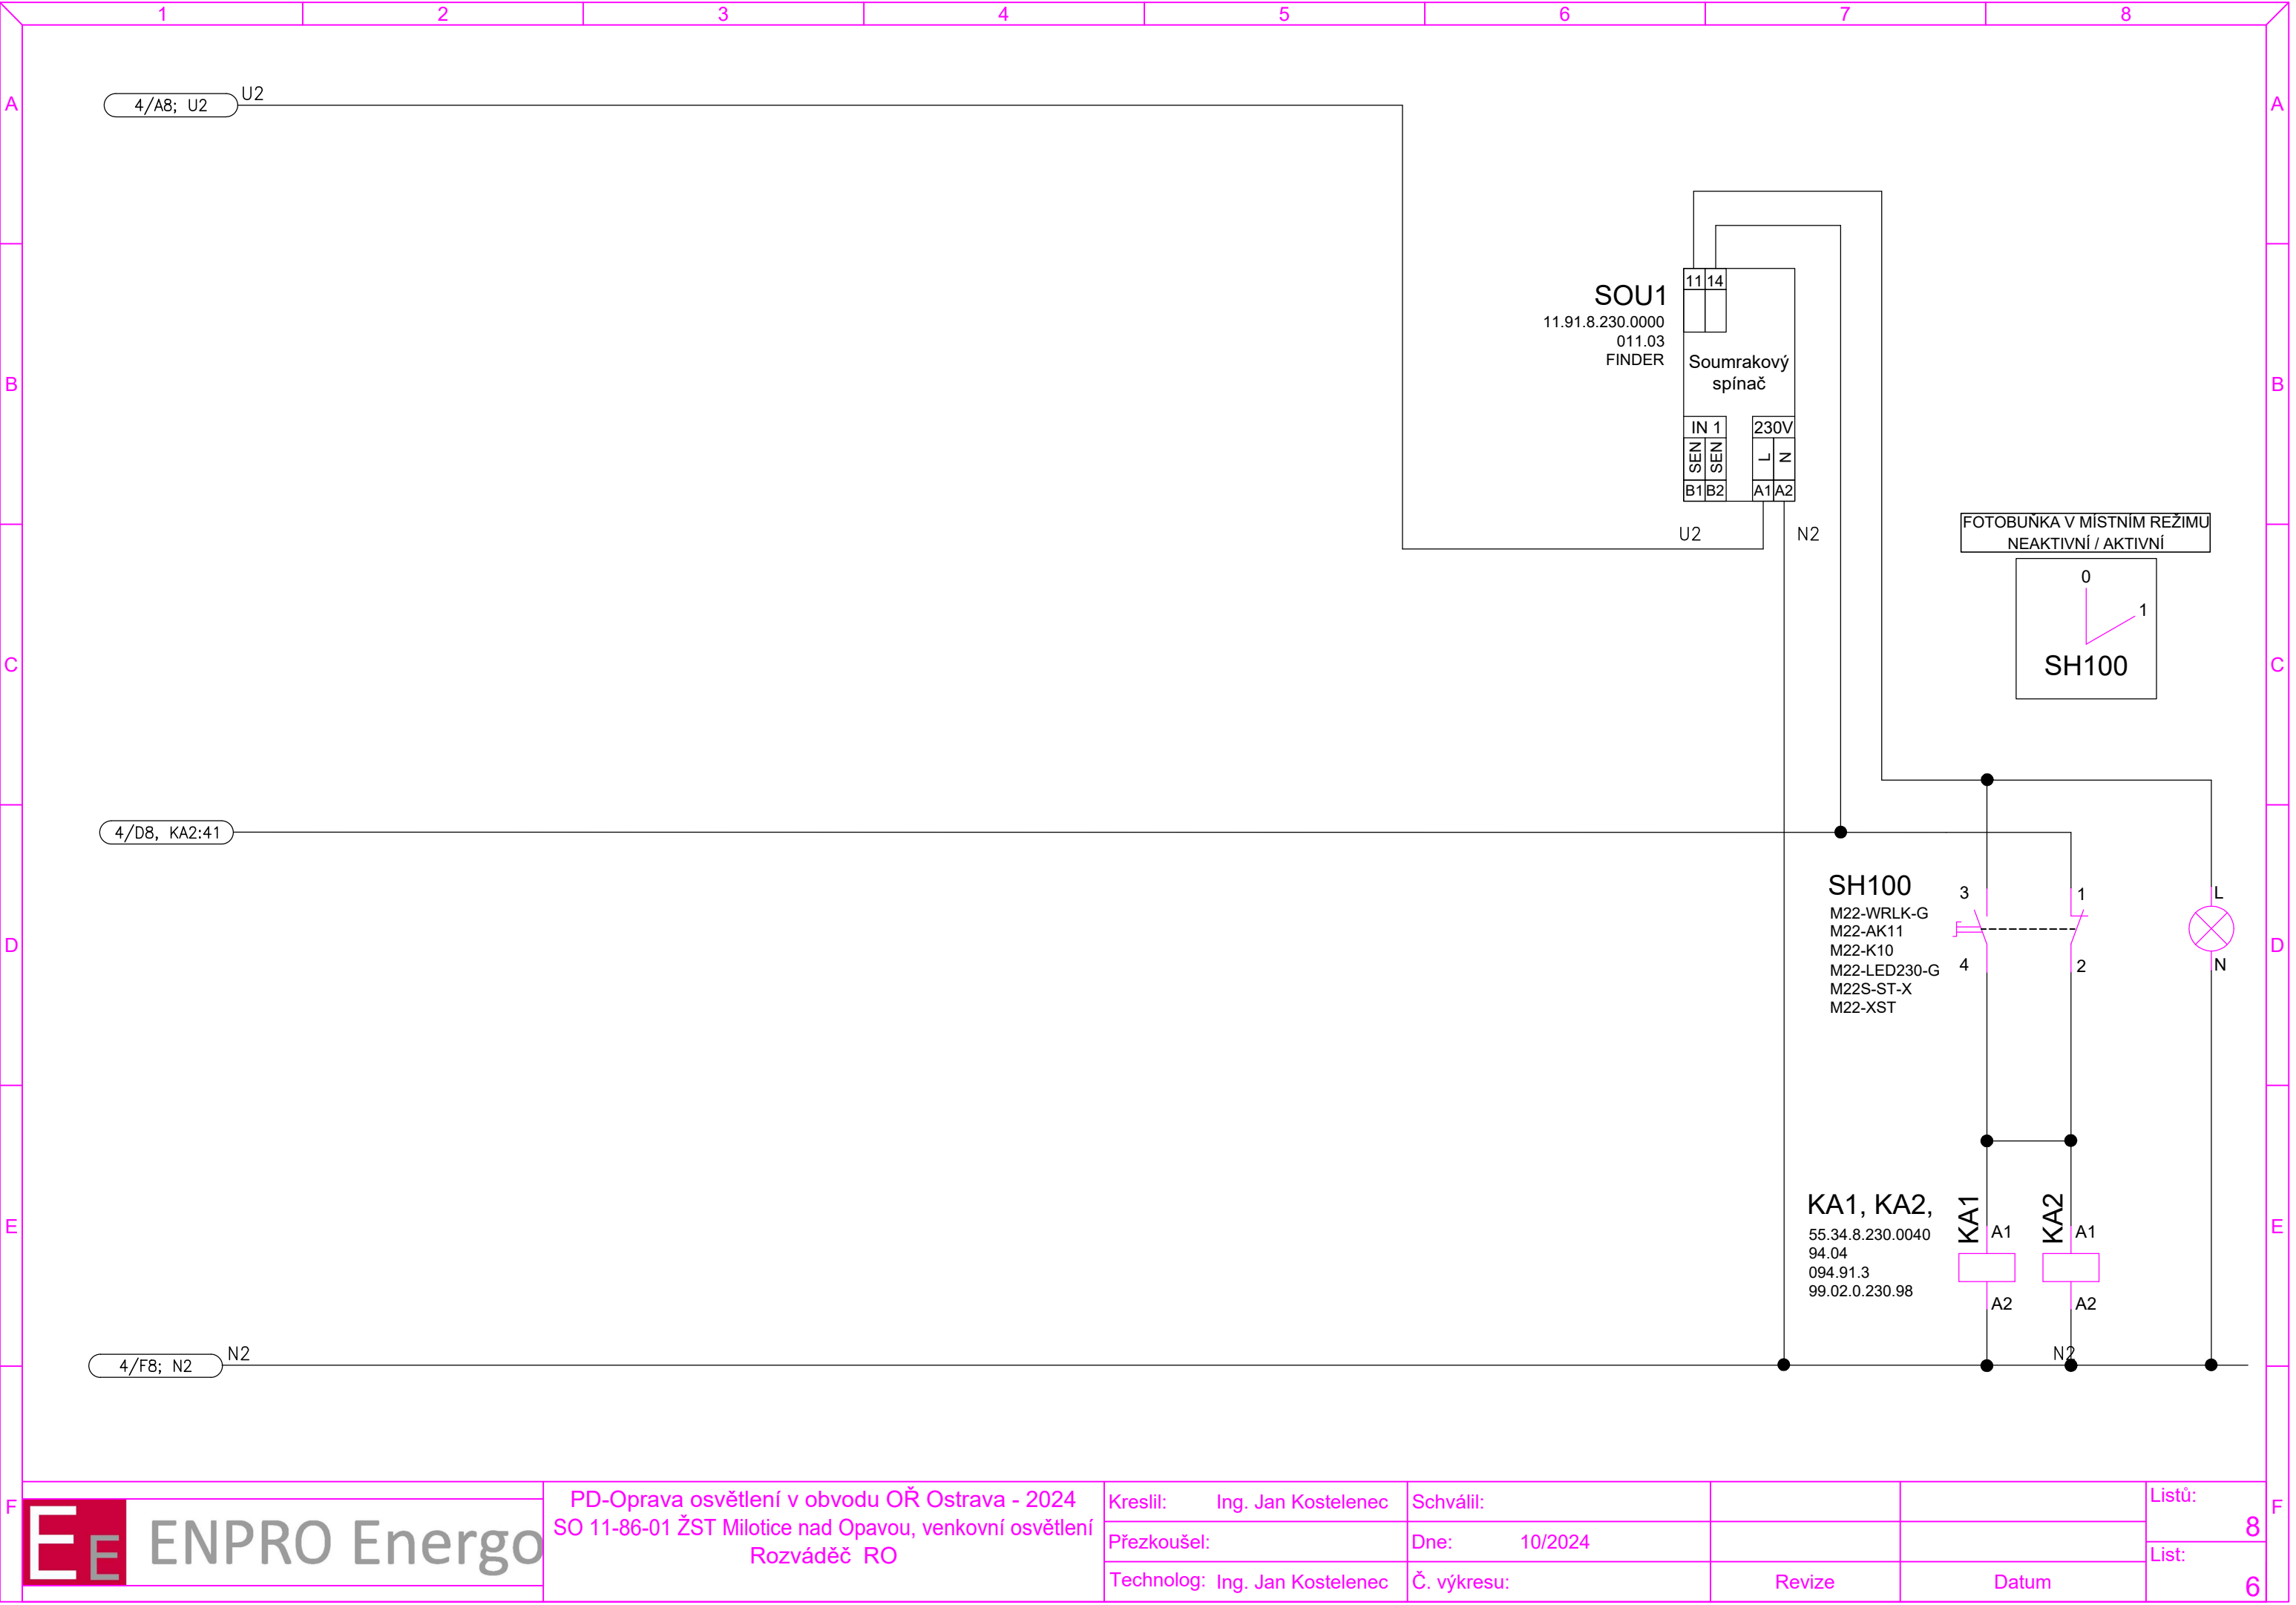 1 2 3 4 5 6 7 8
A A
B B
C C
D D
E E
F F
4/A8; U2
U2
SOU1
11.91.8.230.0000
011.03
FINDER
11 14
Soumrakový
spínač
IN 1 230V
SEN SEN L N
B1 B2 A1 A2
U2 N2
FOTOBUŇKA V MÍSTNÍM REŽIMU
NEAKTIVNÍ / AKTIVNÍ
0
1
SH100
4/D8, KA2:41
SH100
M22-WRLK-G
M22-AK11
M22-K10
M22-LED230-G
M22S-ST-X
M22-XST
3 1 L
4 2 N
KA1, KA2,
55.34.8.230.0040
94.04
094.91.3
99.02.0.230.98
KA1 KA2
A1 A1
A2 A2
4/F8; N2
N2
N2
EE ENPRO Energo
PD-Oprava osvětlení v obvodu OŘ Ostrava - 2024
SO 11-86-01 ŽST Milotice nad Opavou, venkovní osvětlení
Rozváděč RO
Kreslil: Ing. Jan Kostelenec
Přezkoušel:
Technolog: Ing. Jan Kostelenec
Schválil:
Dne: 10/2024
Č. výkresu:
Revize Datum
Listů:
8
List:
6